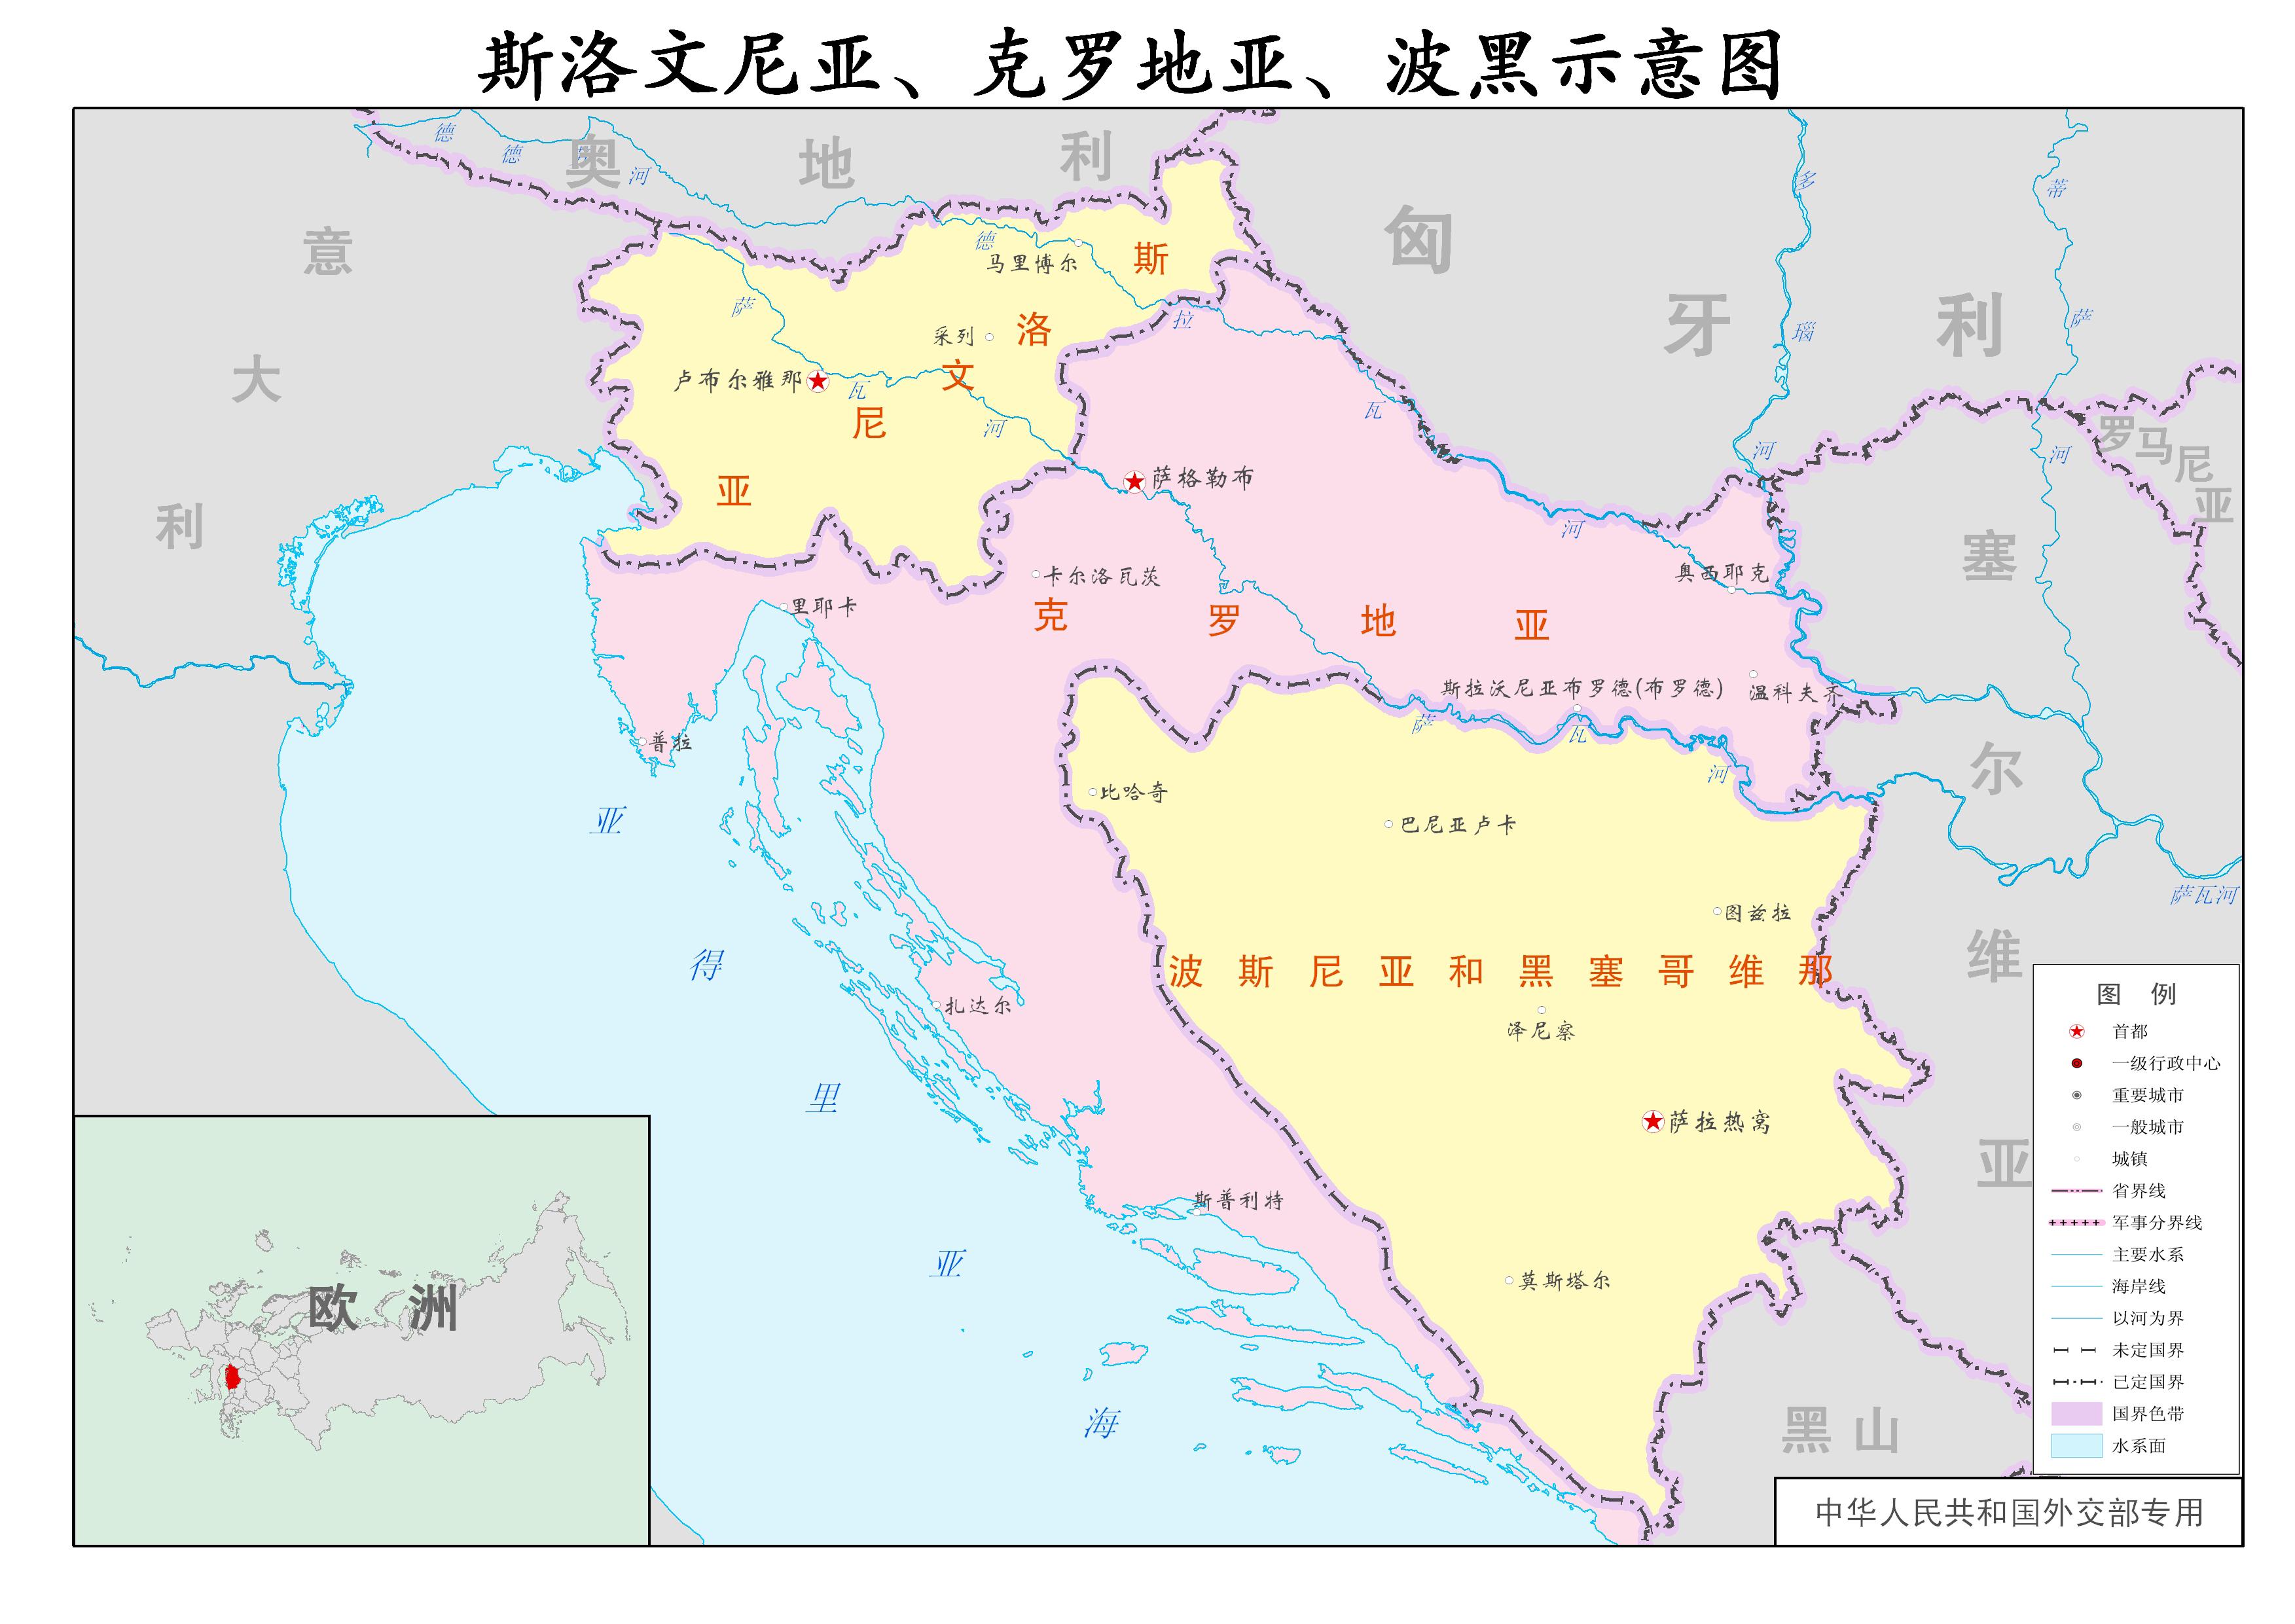 斯洛文尼亚、克罗地亚、波黑示意图
奥地利
意大利
匈牙利
罗马尼亚
塞尔维亚
黑山
德
德
河
德
拉
瓦
河
多
瑙
河
蒂
萨
河
萨
瓦
河
斯洛文尼亚
马里博尔
采列
卢布尔雅那
萨格勒布
卡尔洛瓦茨
里耶卡
克罗地亚
奥西耶克
斯拉沃尼亚布罗德(布罗德)
温科夫齐
普拉
萨
瓦
河
萨瓦河
比哈奇
巴尼亚卢卡
图兹拉
波斯尼亚和黑塞哥维那
扎达尔
泽尼察
萨拉热窝
斯普利特
莫斯塔尔
亚得里亚海
欧洲
图例
首都
一级行政中心
重要城市
一般城市
城镇
省界线
军事分界线
主要水系
海岸线
以河为界
未定国界
已定国界
国界色带
水系面
中华人民共和国外交部专用